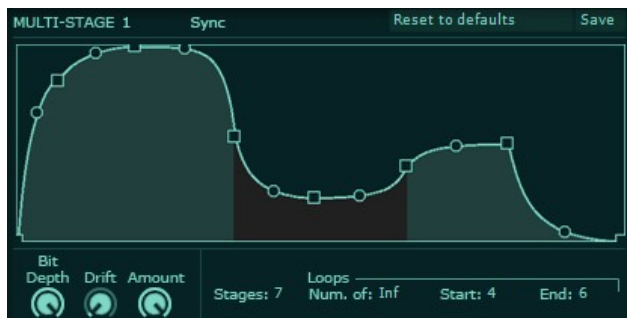 MULTI-STAGE 1 Sync Reset to defaults Save
Bit
Depth Drift Amount
Loops
Stages: 7 Num. of: Inf Start: 4 End: 6